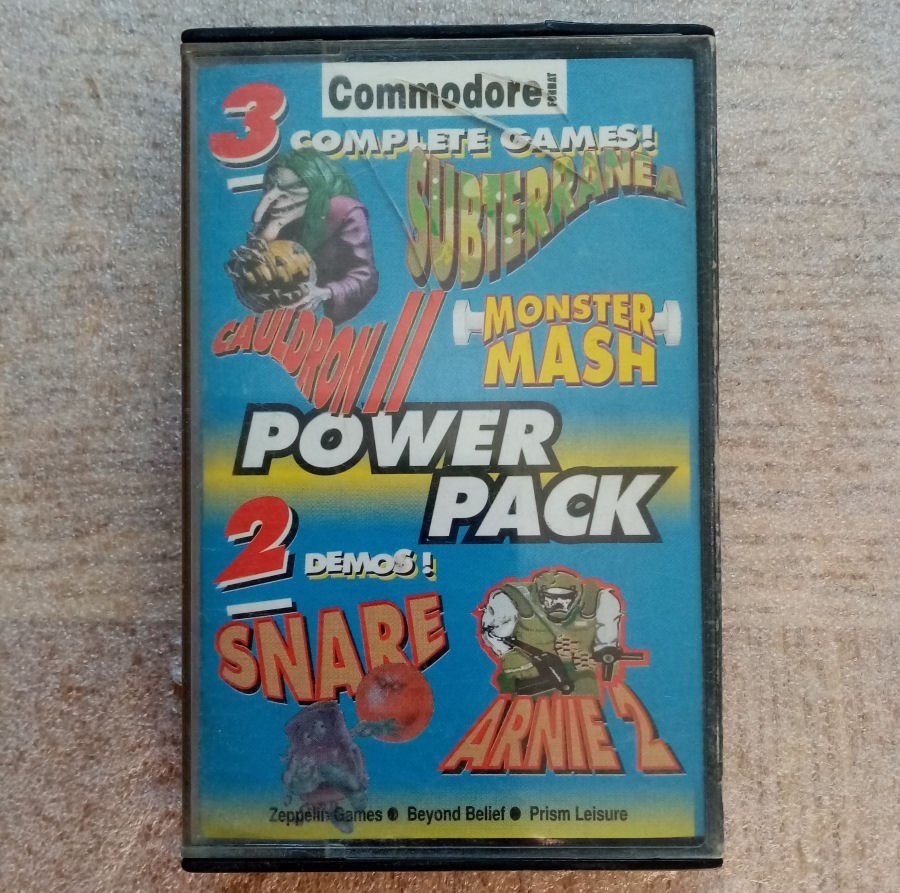 Commodore FORMAT
3 COMPLETE GAMES!
SUBTERRANEA
CAULDRON II
MONSTER
MASH
POWER
PACK
2 DEMOS!
SNARE
ARNIE 2
Zeppelin Games ● Beyond Belief ● Prism Leisure